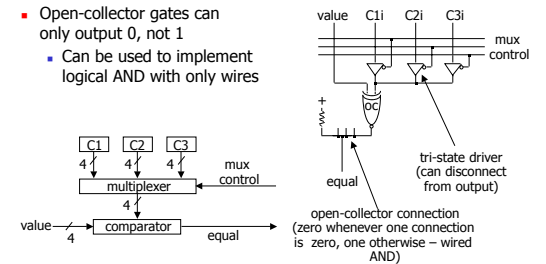 Open-collector gates can
only output 0, not 1
Can be used to implement
logical AND with only wires
value C1i C2i C3i
mux
control
OC
+
tri-state driver
(can disconnect
from output)
equal
open-collector connection
(zero whenever one connection
is zero, one otherwise – wired
AND)
C1 C2 C3
4 4 4
mux
control
multiplexer
4
value 4 comparator equal